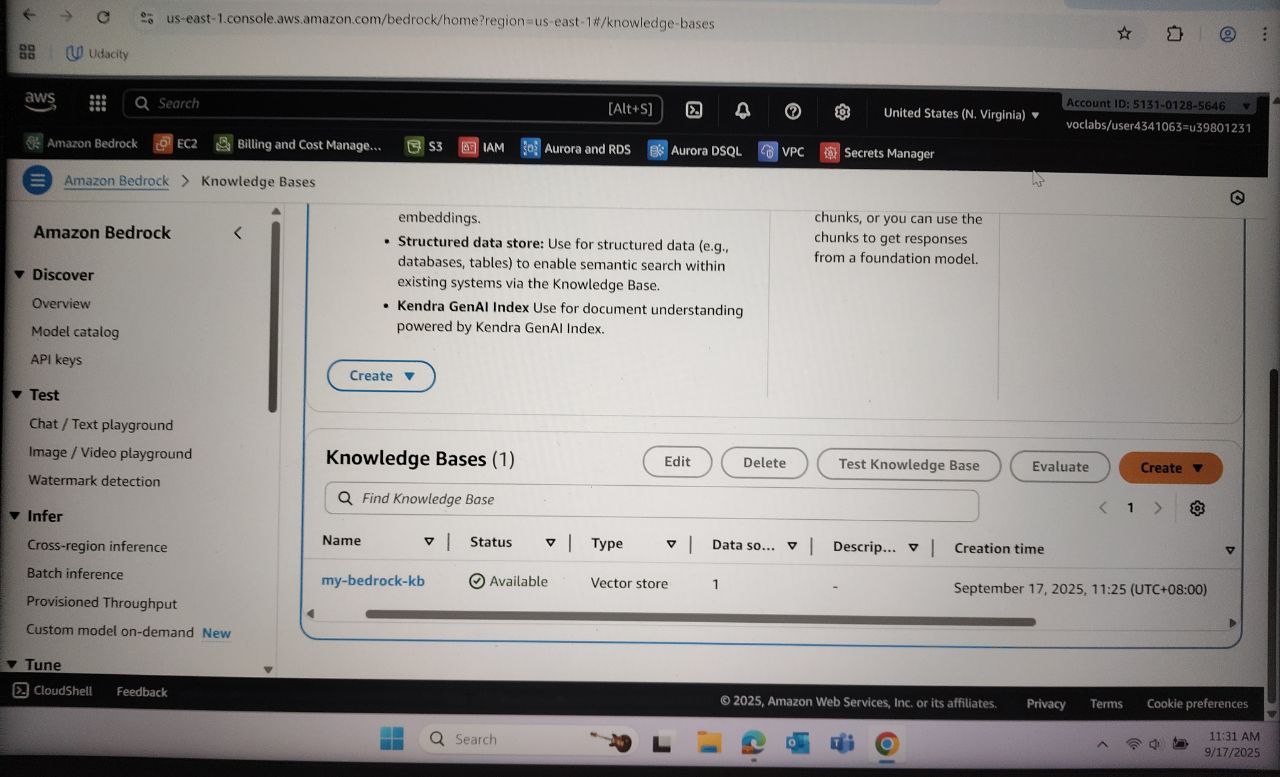 us-east-1.console.aws.amazon.com/bedrock/home?region=us-east-1#/knowledge-bases
Udacity
aws
Search
[Alt+S]
United States (N. Virginia)
Account ID: 5131-0128-5646
voclabs/user4341063=u39801231
Amazon Bedrock
EC2
Billing and Cost Manage...
S3
IAM
Aurora and RDS
Aurora DSQL
VPC
Secrets Manager
Amazon Bedrock > Knowledge Bases
Amazon Bedrock
Discover
Overview
Model catalog
API keys
Test
Chat / Text playground
Image / Video playground
Watermark detection
Infer
Cross-region inference
Batch inference
Provisioned Throughput
Custom model on-demand New
Tune
embeddings.
• Structured data store: Use for structured data (e.g.,
databases, tables) to enable semantic search within
existing systems via the Knowledge Base.
• Kendra GenAI Index Use for document understanding
powered by Kendra GenAI Index.
chunks, or you can use the
chunks to get responses
from a foundation model.
Create
Knowledge Bases (1)
Edit
Delete
Test Knowledge Base
Evaluate
Create
Find Knowledge Base
1
Name
Status
Type
Data so...
Descrip...
Creation time
my-bedrock-kb
Available
Vector store
1
-
September 17, 2025, 11:25 (UTC+08:00)
CloudShell
Feedback
© 2025, Amazon Web Services, Inc. or its affiliates.
Privacy
Terms
Cookie preferences
Search
11:31 AM
9/17/2025